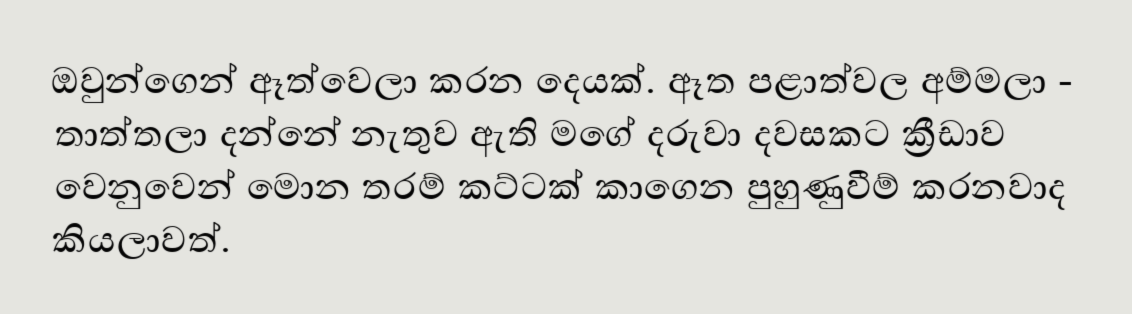 ඔවුන්ගෙන් ඈත්වෙලා කරන දෙයක්. ඈත පළාත්වල අම්මලා -
තාත්තලා දන්නේ නැතුව ඇති මගේ දරුවා දවසකට ක්‍රීඩාව
වෙනුවෙන් මොන තරම් කට්ටක් කාගෙන පුහුණුවීම් කරනවාද
කියලාවත්.